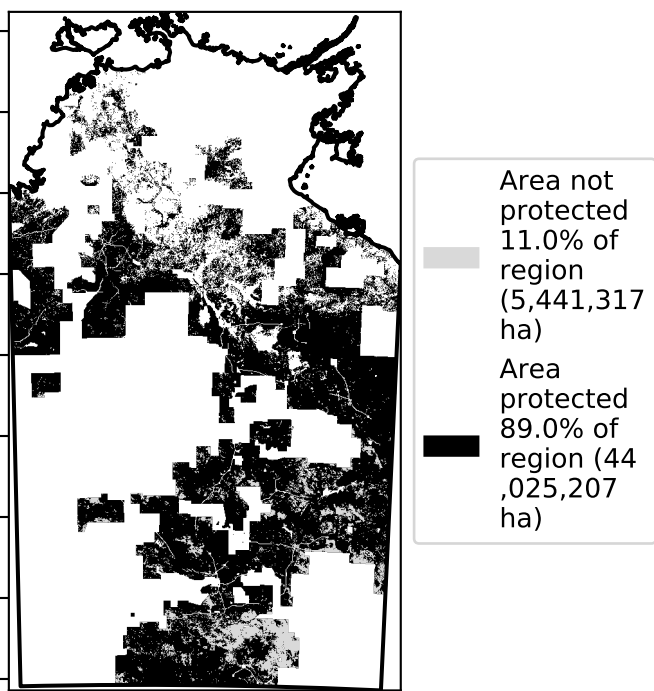 Area not
protected
11.0% of
region
(5,441,317
ha)
Area
protected
89.0% of
region (44
,025,207
ha)